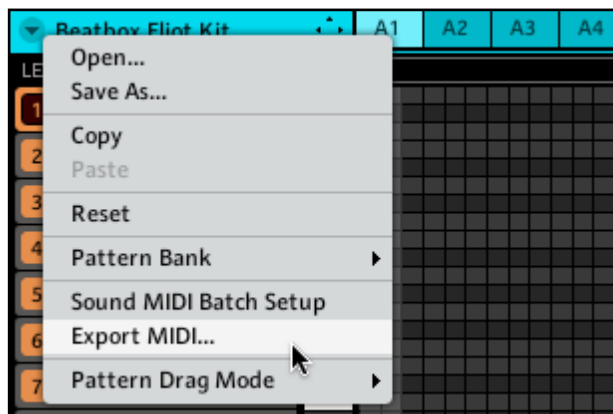 Beatbox Eliot Kit
A1 A2 A3 A4
LE
Open...
1
Save As...
2
Copy
Paste
3
Reset
4
Pattern Bank
5
Sound MIDI Batch Setup
6
Export MIDI...
7
Pattern Drag Mode